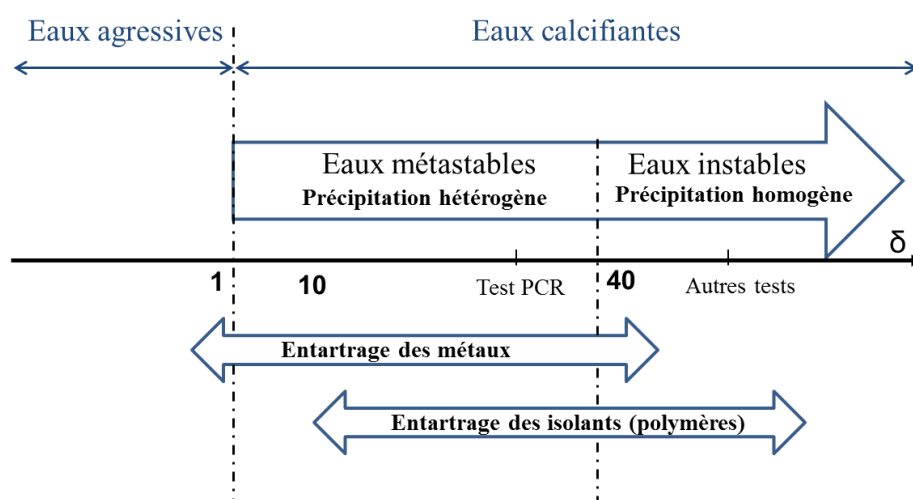 Eaux agressives
Eaux calcifiantes
Eaux métastables
Précipitation hétérogène
Eaux instables
Précipitation homogène
δ
1
10
Test PCR
40
Autres tests
Entartrage des métaux
Entartrage des isolants (polymères)